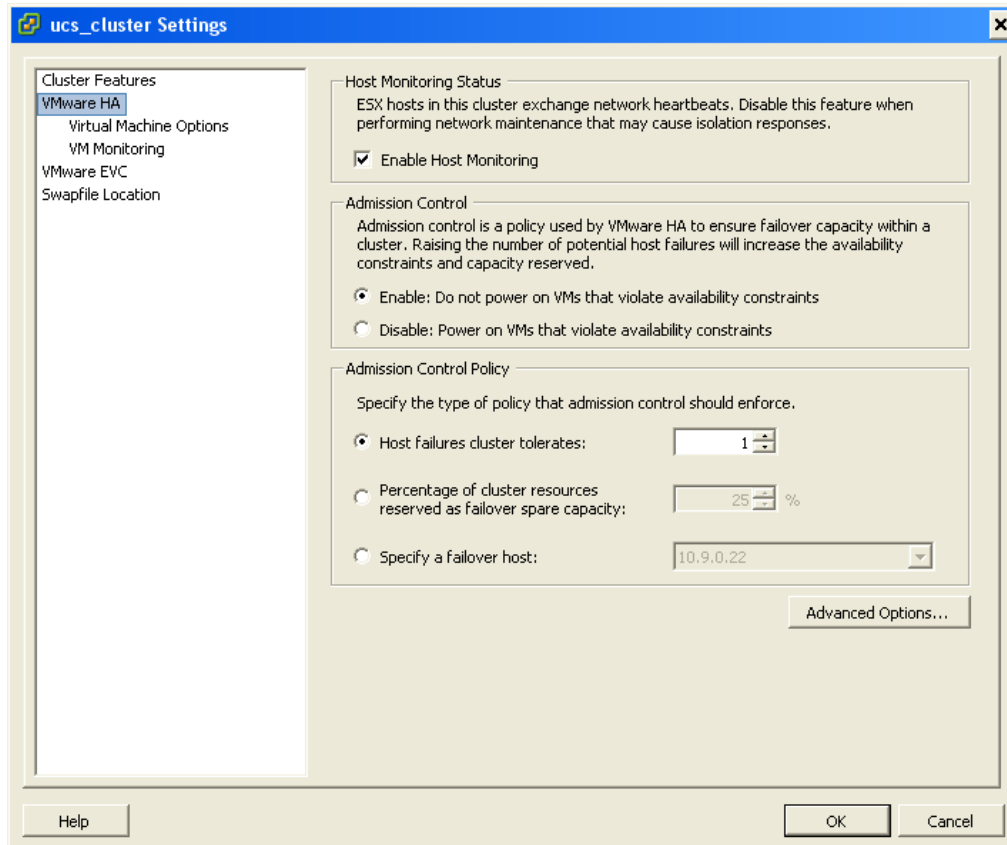 ucs_cluster Settings
Cluster Features
VMware HA
Virtual Machine Options
VM Monitoring
VMware EVC
Swapfile Location
Host Monitoring Status
ESX hosts in this cluster exchange network heartbeats. Disable this feature when
performing network maintenance that may cause isolation responses.
Enable Host Monitoring
Admission Control
Admission control is a policy used by VMware HA to ensure failover capacity within a
cluster. Raising the number of potential host failures will increase the availability
constraints and capacity reserved.
Enable: Do not power on VMs that violate availability constraints
Disable: Power on VMs that violate availability constraints
Admission Control Policy
Specify the type of policy that admission control should enforce.
Host failures cluster tolerates: 1
Percentage of cluster resources
reserved as failover spare capacity: 25 %
Specify a failover host: 10.9.0.22
Advanced Options...
Help OK Cancel